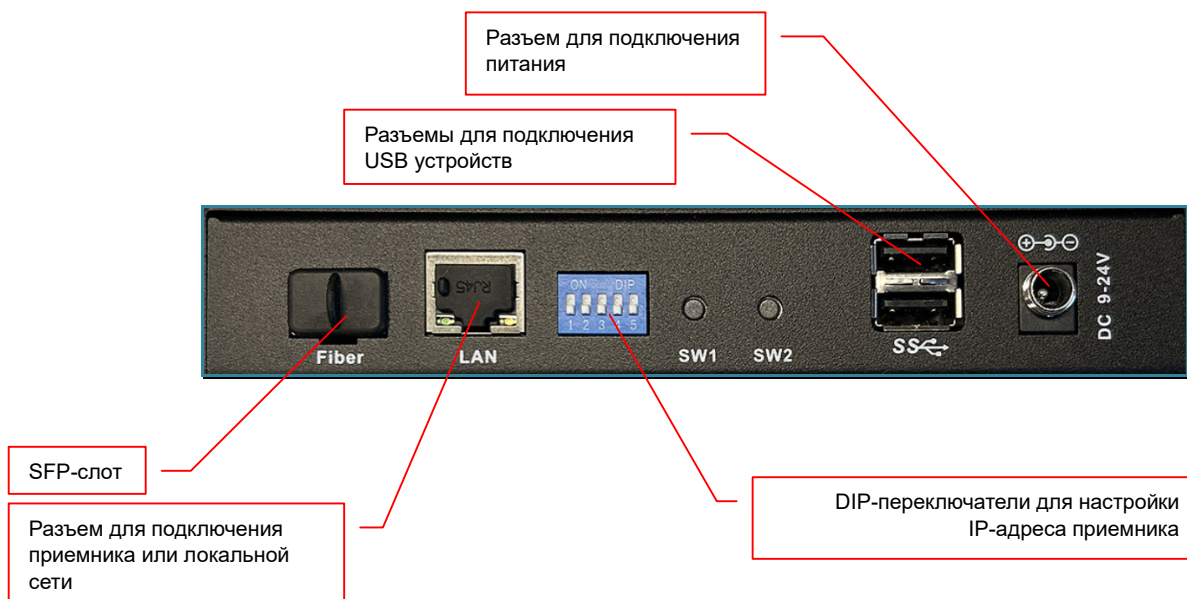 Разъем для подключения
питания
Разъемы для подключения
USB устройств
DC 9-24V
RJ45
ON DIP
1 2 3 4 5
Fiber
LAN
SW1
SW2
SS
SFP-слот
Разъем для подключения
приемника или локальной
сети
DIP-переключатели для настройки
IP-адреса приемника